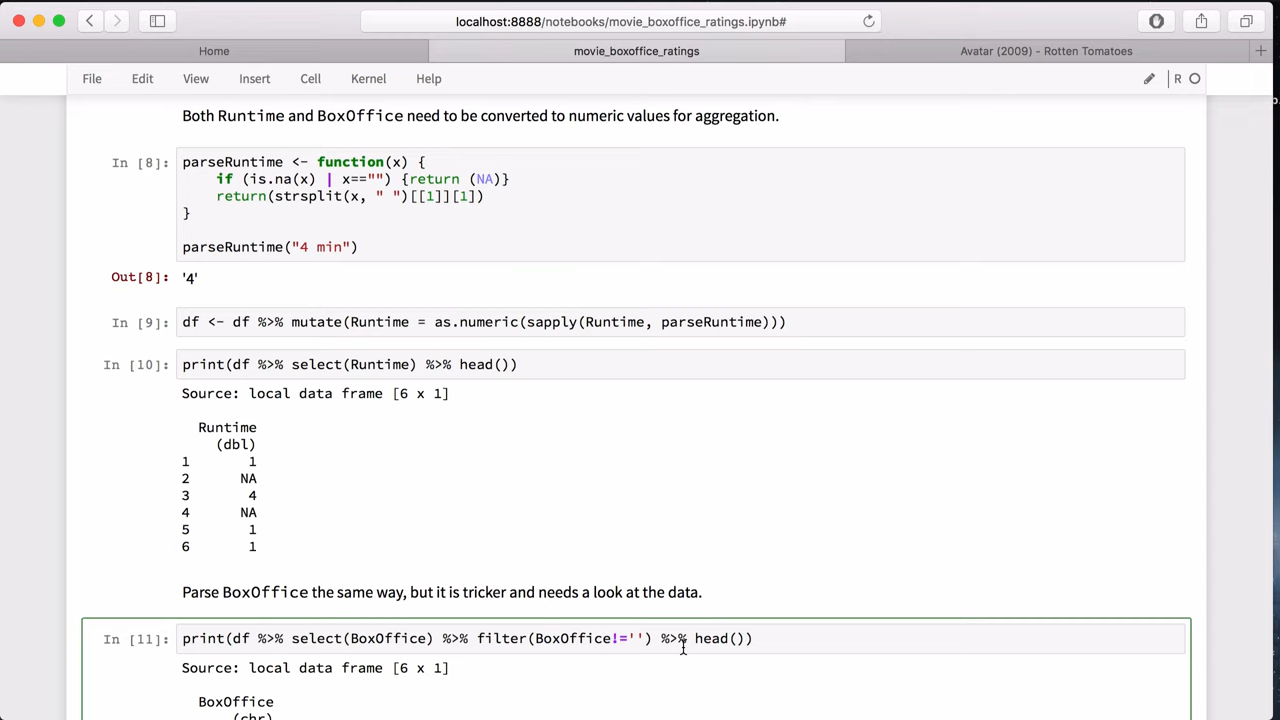 localhost:8888/notebooks/movie_boxoffice_ratings.ipynb#
Home
movie_boxoffice_ratings
Avatar (2009) - Rotten Tomatoes
File Edit View Insert Cell Kernel Help
R
Both Runtime and BoxOffice need to be converted to numeric values for aggregation.
In [8]:
parseRuntime <- function(x) {
    if (is.na(x) | x=="") {return (NA)}
    return(strsplit(x, " ")[[1]][1])
}
parseRuntime("4 min")
Out[8]: '4'
In [9]: df <- df %>% mutate(Runtime = as.numeric(sapply(Runtime, parseRuntime)))
In [10]: print(df %>% select(Runtime) %>% head())
Source: local data frame [6 x 1]
Runtime
(dbl)
1 1
2 NA
3 4
4 NA
5 1
6 1
Parse BoxOffice the same way, but it is tricker and needs a look at the data.
In [11]: print(df %>% select(BoxOffice) %>% filter(BoxOffice!='') %>% head())
Source: local data frame [6 x 1]
BoxOffice
(chr)